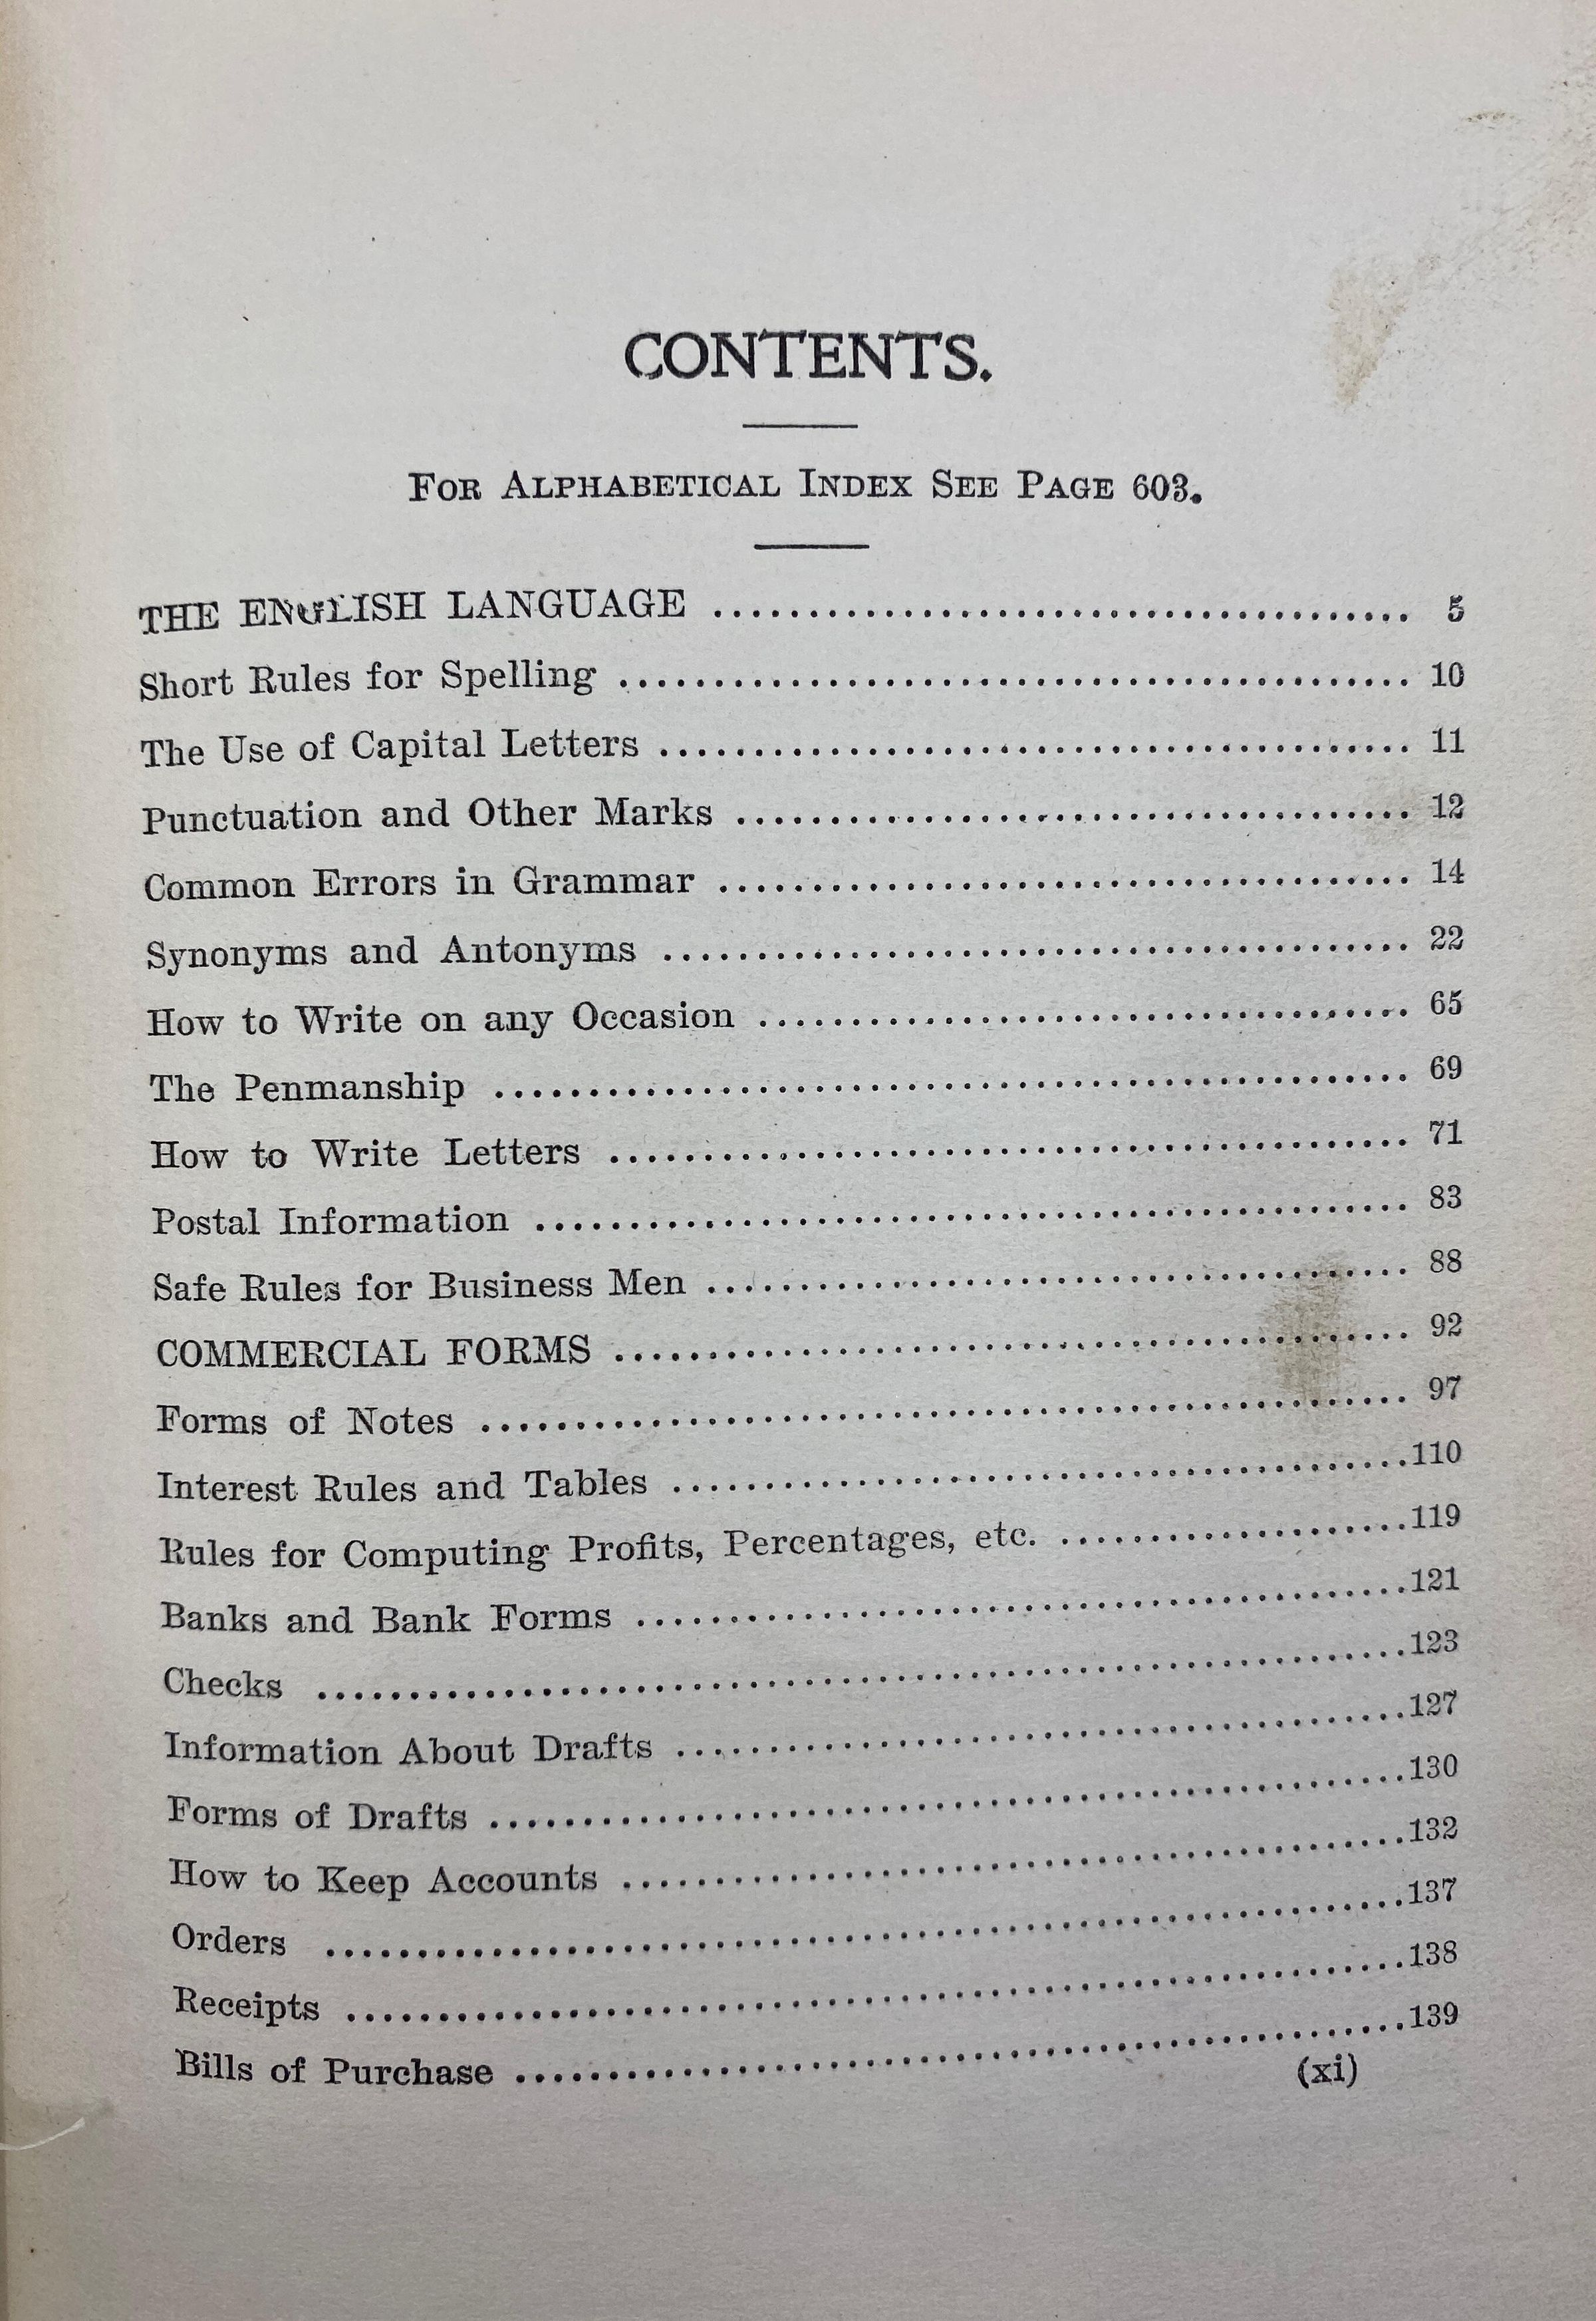 CONTENTS.
FOR ALPHABETICAL INDEX SEE PAGE 603.
THE ENGLISH LANGUAGE ..................................... 5
Short Rules for Spelling .......................................... 10
The Use of Capital Letters ........................................ 11
Punctuation and Other Marks .................................... 12
Common Errors in Grammar ..................................... 14
Synonyms and Antonyms ........................................ 22
How to Write on any Occasion ................................... 65
The Penmanship ................................................. 69
How to Write Letters ........................................... 71
Postal Information ............................................... 83
Safe Rules for Business Men ...................................... 88
COMMERCIAL FORMS ........................................... 92
Forms of Notes .................................................. 97
Interest Rules and Tables ........................................110
Rules for Computing Profits, Percentages, etc. ...................119
Banks and Bank Forms ..........................................121
Checks ...........................................................123
Information About Drafts ........................................127
Forms of Drafts ..................................................130
How to Keep Accounts ...........................................132
Orders ...........................................................137
Receipts ..........................................................138
Bills of Purchase .................................................139
(xi)